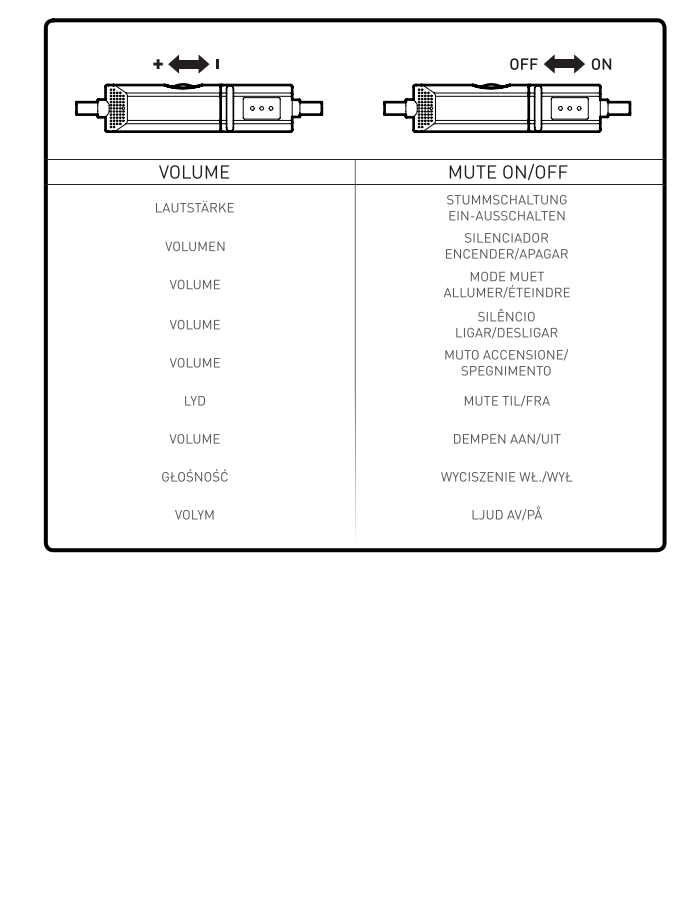 + -
OFF ON
VOLUME
MUTE ON/OFF
LAUTSTÄRKE
STUMMSCHALTUNG
EIN-AUSSCHALTEN
VOLUMEN
SILENCIADOR
ENCENDER/APAGAR
VOLUME
MODE MUET
ALLUMER/ÉTEINDRE
VOLUME
SILÊNCIO
LIGAR/DESLIGAR
VOLUME
MUTO ACCENSIONE/
SPEGNIMENTO
LYD
MUTE TIL/FRA
VOLUME
DEMPEN AAN/UIT
GŁOŚNOŚĆ
WYCISZENIE WŁ./WYŁ
VOLYM
LJUD AV/PÅ